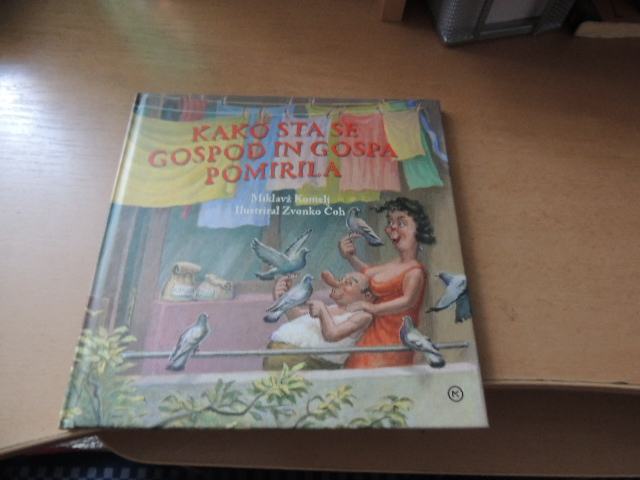 KAKO STA SE
GOSPOD IN GOSPA
POMIRILA
Miklavž Komelj
Ilustriral Zvonko Čoh